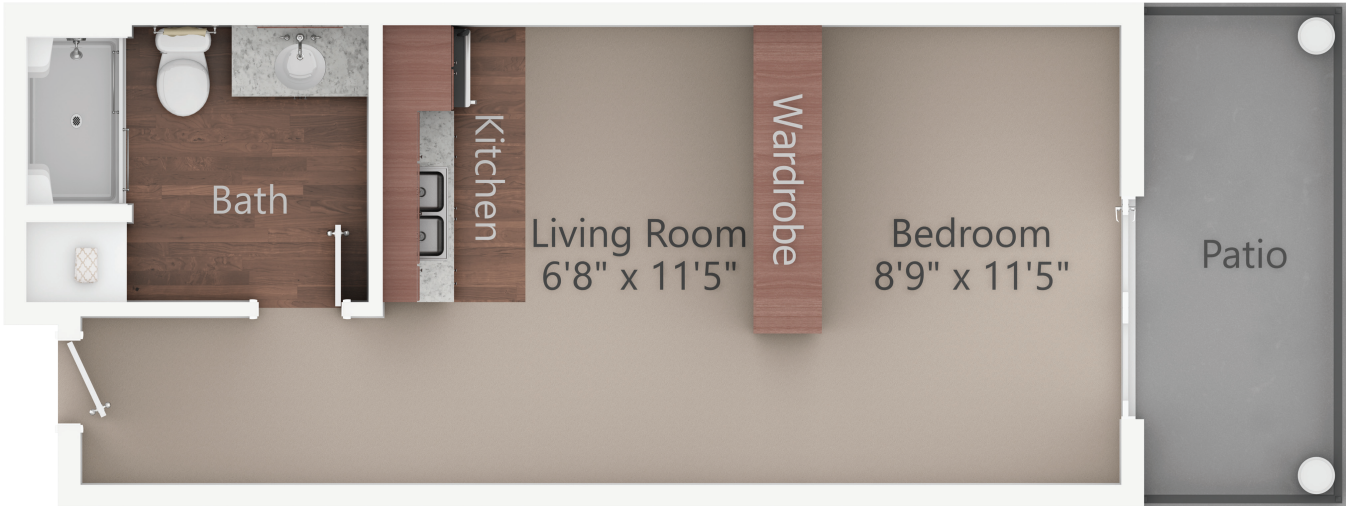 Bath
Kitchen
Living Room
6'8" x 11'5"
Wardrobe
Bedroom
8'9" x 11'5"
Patio